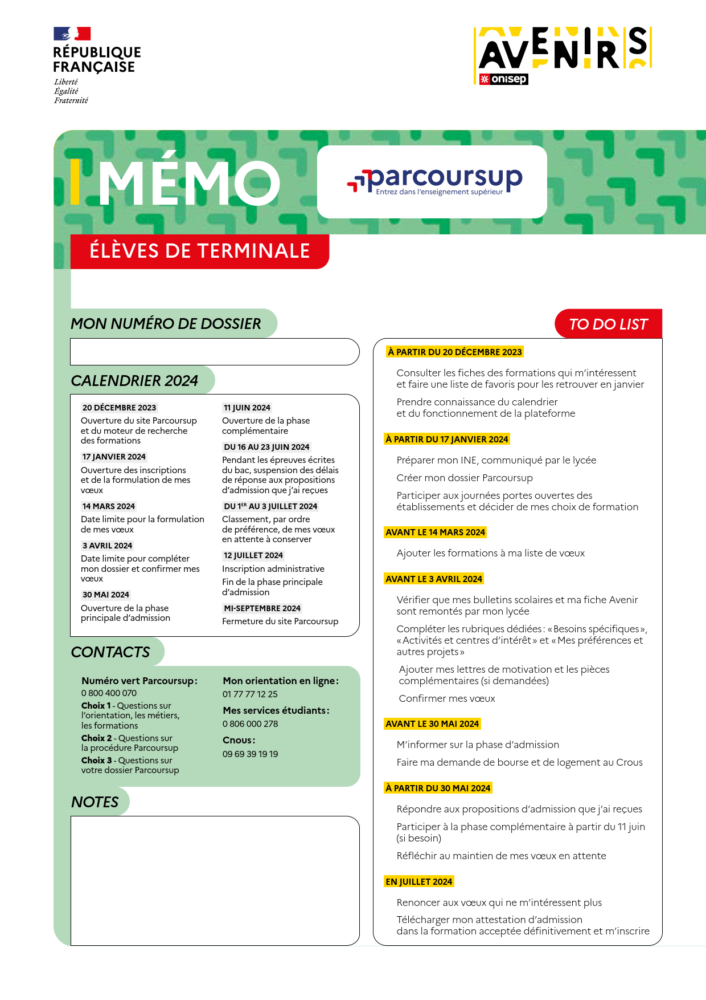 RÉPUBLIQUE
FRANÇAISE
Liberté
Égalité
Fraternité
AVENIRS
onisep
MÉMO
parcoursup
Entrez dans l'enseignement supérieur
ÉLÈVES DE TERMINALE
MON NUMÉRO DE DOSSIER
CALENDRIER 2024
20 DÉCEMBRE 2023
Ouverture du site Parcoursup
et du moteur de recherche
des formations
17 JANVIER 2024
Ouverture des inscriptions
et de la formulation de mes
vœux
14 MARS 2024
Date limite pour la formulation
de mes vœux
3 AVRIL 2024
Date limite pour compléter
mon dossier et confirmer mes
vœux
30 MAI 2024
Ouverture de la phase
principale d'admission
11 JUIN 2024
Ouverture de la phase
complémentaire
DU 16 AU 23 JUIN 2024
Pendant les épreuves écrites
du bac, suspension des délais
de réponse aux propositions
d'admission que j'ai reçues
DU 1ER AU 3 JUILLET 2024
Classement, par ordre
de préférence, de mes vœux
en attente à conserver
12 JUILLET 2024
Inscription administrative
Fin de la phase principale
d'admission
MI-SEPTEMBRE 2024
Fermeture du site Parcoursup
CONTACTS
Numéro vert Parcoursup :
0 800 400 070
Choix 1 - Questions sur
l'orientation, les métiers,
les formations
Choix 2 - Questions sur
la procédure Parcoursup
Choix 3 - Questions sur
votre dossier Parcoursup
Mon orientation en ligne :
01 77 77 12 25
Mes services étudiants :
0 806 000 278
Cnous :
09 69 39 19 19
NOTES
TO DO LIST
À PARTIR DU 20 DÉCEMBRE 2023
Consulter les fiches des formations qui m'intéressent
et faire une liste de favoris pour les retrouver en janvier
Prendre connaissance du calendrier
et du fonctionnement de la plateforme
À PARTIR DU 17 JANVIER 2024
Préparer mon INE, communiqué par le lycée
Créer mon dossier Parcoursup
Participer aux journées portes ouvertes des
établissements et décider de mes choix de formation
AVANT LE 14 MARS 2024
Ajouter les formations à ma liste de vœux
AVANT LE 3 AVRIL 2024
Vérifier que mes bulletins scolaires et ma fiche Avenir
sont remontés par mon lycée
Compléter les rubriques dédiées : « Besoins spécifiques »,
« Activités et centres d'intérêt » et « Mes préférences et
autres projets »
Ajouter mes lettres de motivation et les pièces
complémentaires (si demandées)
Confirmer mes vœux
AVANT LE 30 MAI 2024
M'informer sur la phase d'admission
Faire ma demande de bourse et de logement au Crous
À PARTIR DU 30 MAI 2024
Répondre aux propositions d'admission que j'ai reçues
Participer à la phase complémentaire à partir du 11 juin
(si besoin)
Réfléchir au maintien de mes vœux en attente
EN JUILLET 2024
Renoncer aux vœux qui ne m'intéressent plus
Télécharger mon attestation d'admission
dans la formation acceptée définitivement et m'inscrire